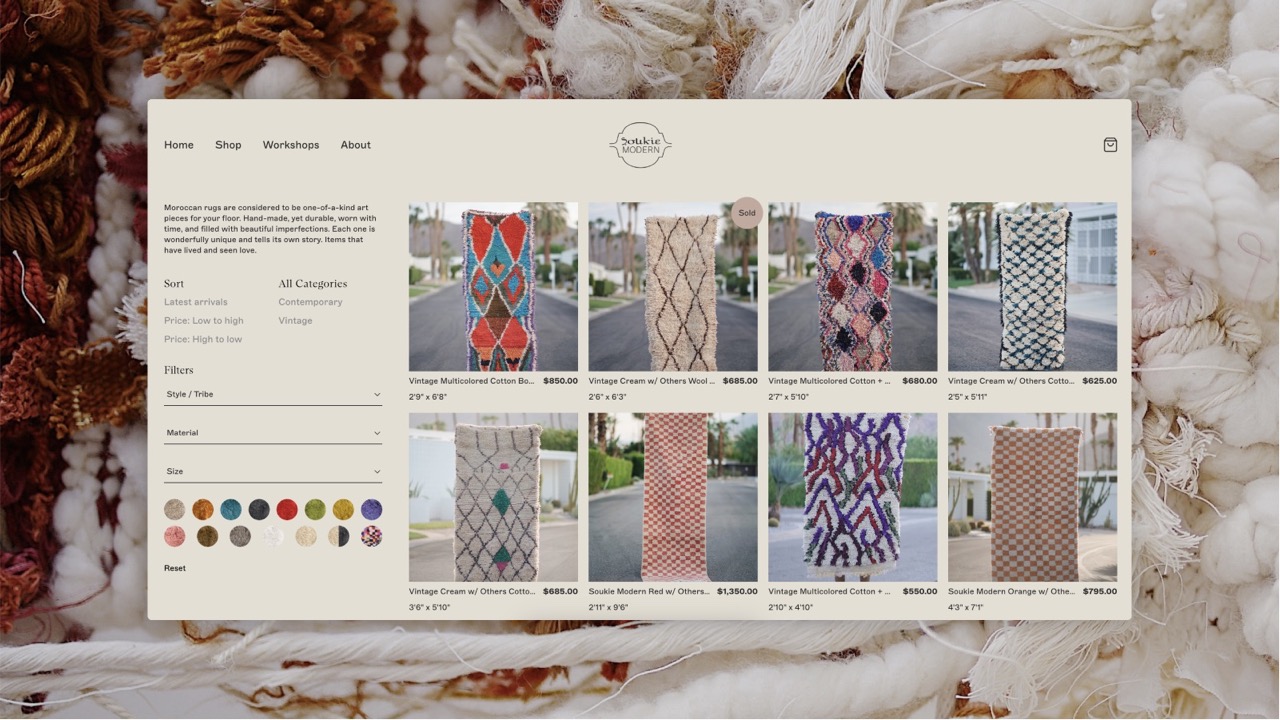 Home
Shop
Workshops
About
Soukie
MODERN
Moroccan rugs are considered to be one-of-a-kind art
pieces for your floor. Hand-made, yet durable, worn with
time, and filled with beautiful imperfections. Each one is
wonderfully unique and tells its own story. Items that
have lived and seen love.
Sort
Latest arrivals
Price: Low to high
Price: High to low
All Categories
Contemporary
Vintage
Filters
Style / Tribe
Material
Size
Reset
Vintage Multicolored Cotton Bo... $850.00
2'9" x 6'8"
Sold
Vintage Cream w/ Others Wool ... $685.00
2'6" x 6'3"
Vintage Multicolored Cotton + ... $680.00
2'7" x 5'10"
Vintage Cream w/ Others Cotto... $625.00
2'5" x 5'11"
Vintage Cream w/ Others Cotto... $685.00
3'6" x 5'10"
Soukie Modern Red w/ Others... $1,350.00
2'11" x 9'6"
Vintage Multicolored Cotton + ... $550.00
2'10" x 4'10"
Soukie Modern Orange w/ Othe... $795.00
4'3" x 7'1"